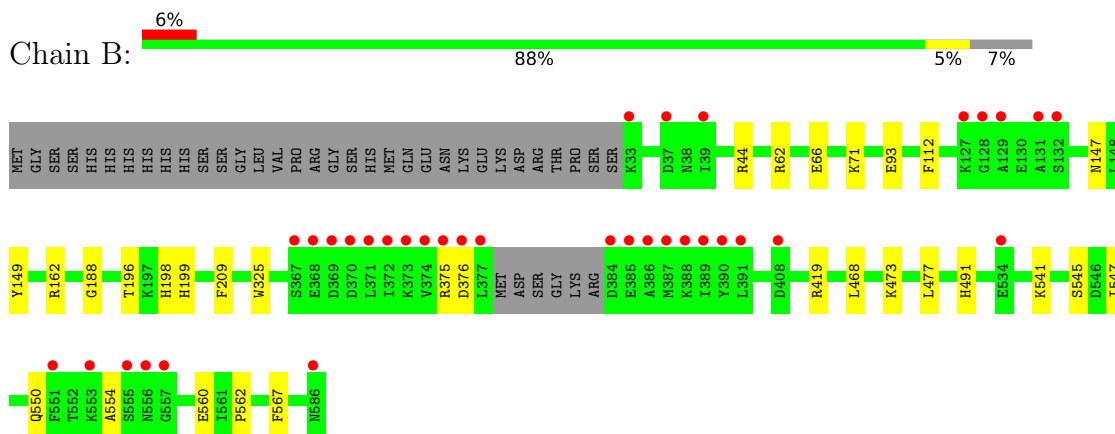 6%
Chain B:
88% 5% 7%
MET GLY SER SER HIS HIS HIS HIS HIS HIS SER SER GLY LEU VAL PRO ARG GLY SER HIS MET GLN GLU ASN LYS GLU LYS ASP ARG THR PRO SER SER K33 D37 N38 I39 R44 R62 E66 K71 E93 F112 K127 G128 A129 E130 A131 S132 N147 L148
Y149 R162 G188 T196 K197 H198 H199 F209 W325 S367 E368 D369 D370 L371 I372 K373 V374 R375 D376 L377 MET ASP SER GLY LYS ARG D384 E385 A386 M387 K388 I389 Y390 L391 D408 R419 L468 K473 L477 H491 E534 K541 S545 D546 I547
Q550 F551 T552 K553 A554 S555 N556 G557 E560 I561 P562 F567 N586